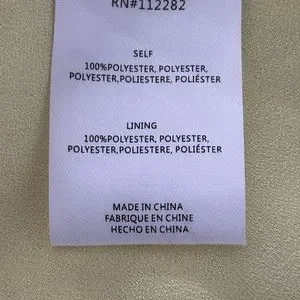 RN#112282
SELF
100%POLYESTER, POLYESTER,
POLYESTER,POLIESTERE, POLIÉSTER
LINING
100%POLYESTER, POLYESTER,
POLYESTER,POLIESTERE, POLIÉSTER
MADE IN CHINA
FABRIQUE EN CHINE
HECHO EN CHINA